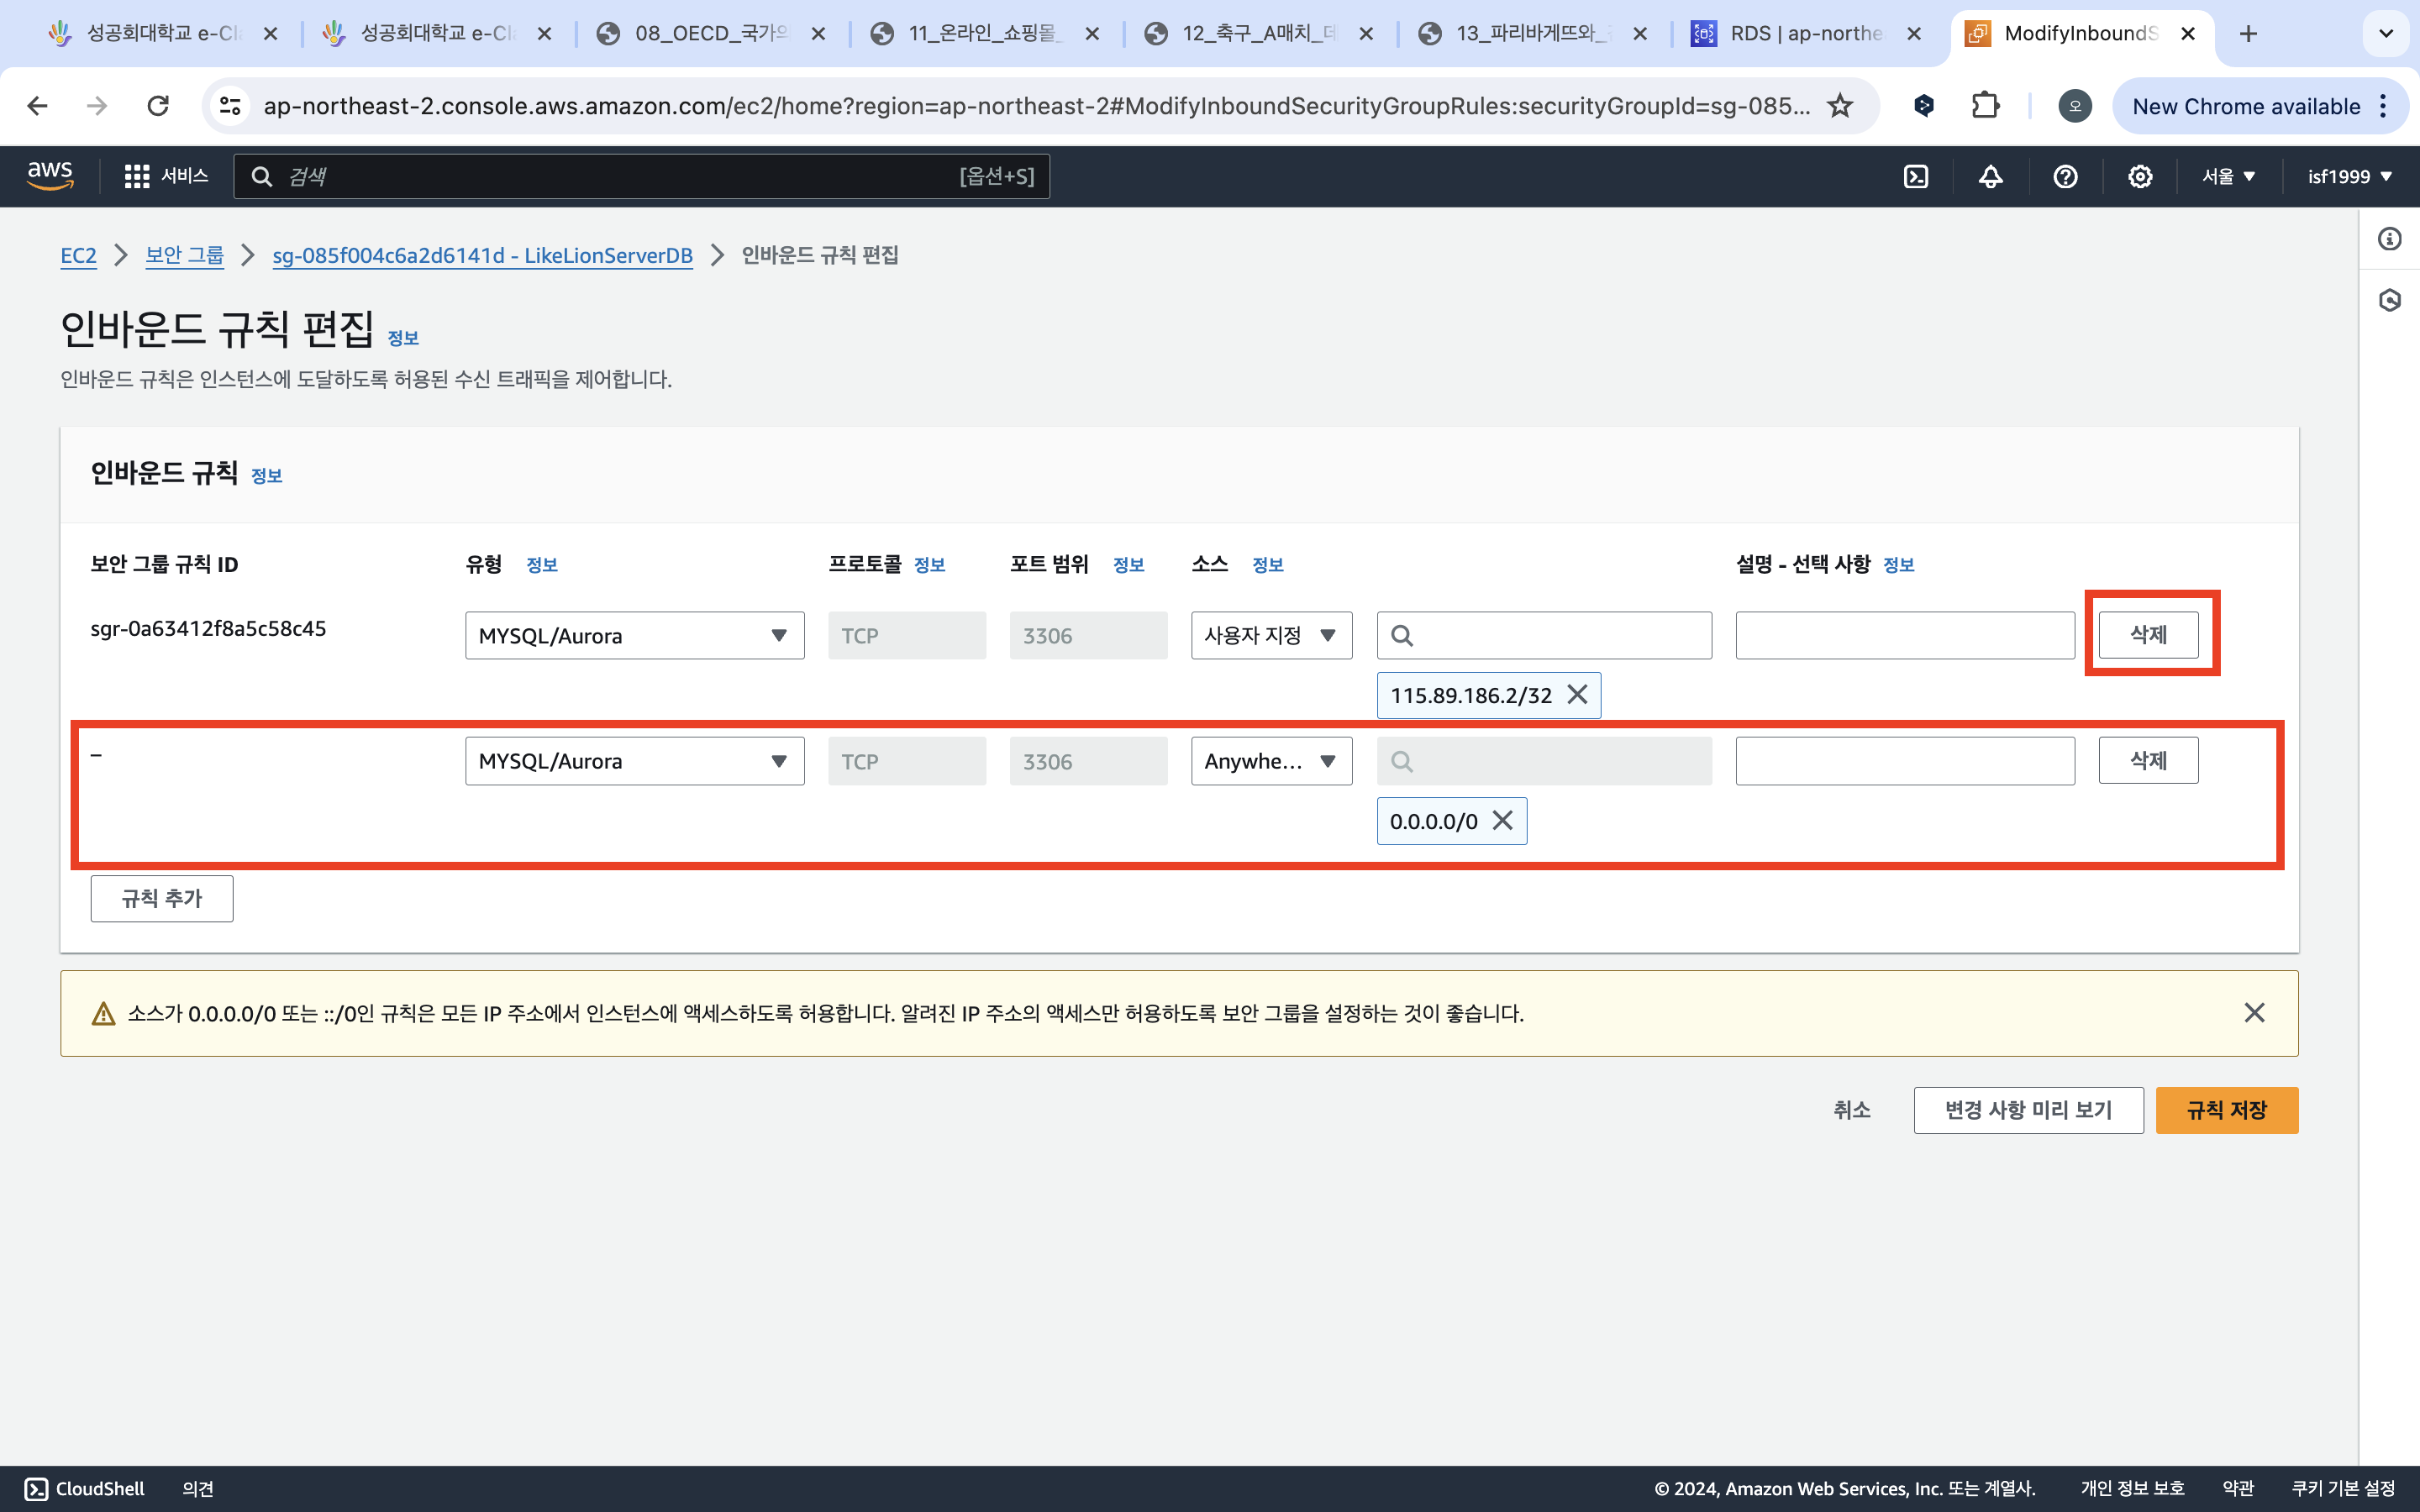 성공회대학교 e-Cl
성공회대학교 e-Cl
08_OECD_국가의
11_온라인_쇼핑몰_
12_축구_A매치_데
13_파리바게뜨와_
RDS | ap-northe
ModifyInboundS
ap-northeast-2.console.aws.amazon.com/ec2/home?region=ap-northeast-2#ModifyInboundSecurityGroupRules:securityGroupId=sg-085...
오
New Chrome available
aws
서비스
검색
[옵션+S]
서울
isf1999
EC2 > 보안 그룹 > sg-085f004c6a2d6141d - LikeLionServerDB > 인바운드 규칙 편집
인바운드 규칙 편집 정보
인바운드 규칙은 인스턴스에 도달하도록 허용된 수신 트래픽을 제어합니다.
인바운드 규칙 정보
보안 그룹 규칙 ID 유형 정보 프로토콜 정보 포트 범위 정보 소스 정보 설명 - 선택 사항 정보
sgr-0a63412f8a5c58c45 MYSQL/Aurora TCP 3306 사용자 지정 삭제
115.89.186.2/32
– MYSQL/Aurora TCP 3306 Anywhe... 삭제
0.0.0.0/0
규칙 추가
소스가 0.0.0.0/0 또는 ::/0인 규칙은 모든 IP 주소에서 인스턴스에 액세스하도록 허용합니다. 알려진 IP 주소의 액세스만 허용하도록 보안 그룹을 설정하는 것이 좋습니다.
취소 변경 사항 미리 보기 규칙 저장
CloudShell 의견 © 2024, Amazon Web Services, Inc. 또는 계열사. 개인 정보 보호 약관 쿠키 기본 설정